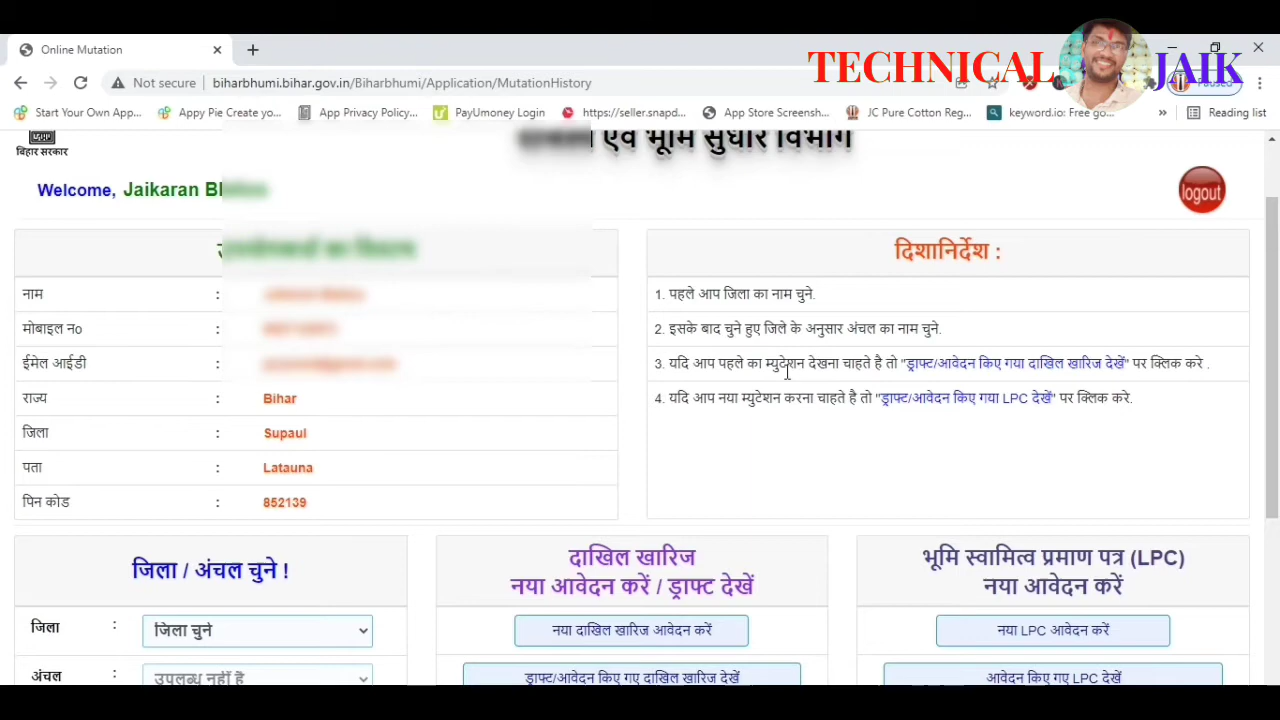 Online Mutation
TECHNICAL JAIK
Not secure biharbhumi.bihar.gov.in/Biharbhumi/Application/MutationHistory Paused
Start Your Own App... Appy Pie Create yo... App Privacy Policy... PayUmoney Login https://seller.snapd... App Store Screensh... JC Pure Cotton Reg... keyword.io: Free go... » Reading list
एवं भूमि सुधार विभाग
बिहार सरकार
Welcome, Jaikaran
logout
दिशानिर्देश :
नाम :
मोबाइल नo :
ईमेल आईडी :
राज्य : Bihar
जिला : Supaul
पता : Latauna
पिन कोड : 852139
1. पहले आप जिला का नाम चुने.
2. इसके बाद चुने हुए जिले के अनुसार अंचल का नाम चुने.
3. यदि आप पहले का म्युटेशन देखना चाहते है तो "ड्राफ्ट/आवेदन किए गया दाखिल खारिज देखें" पर क्लिक करे .
4. यदि आप नया म्युटेशन करना चाहते है तो "ड्राफ्ट/आवेदन किए गया LPC देखें" पर क्लिक करे.
जिला / अंचल चुने !
जिला : जिला चुने
अंचल : उपलब्ध नहीं है
दाखिल खारिज
नया आवेदन करें / ड्राफ्ट देखें
नया दाखिल खारिज आवेदन करें
ड्राफ्ट/आवेदन किए गए दाखिल खारिज देखें
भूमि स्वामित्व प्रमाण पत्र (LPC)
नया आवेदन करें
नया LPC आवेदन करें
आवेदन किए गए LPC देखें